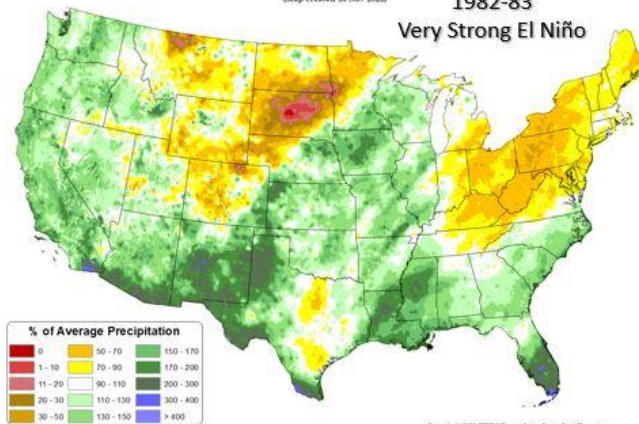 1982-83
Very Strong El Niño
% of Average Precipitation
0
50 - 70
150 - 170
1 - 10
70 - 90
170 - 200
11 - 20
90 - 110
200 - 300
20 - 30
110 - 130
300 - 400
30 - 50
130 - 150
> 400